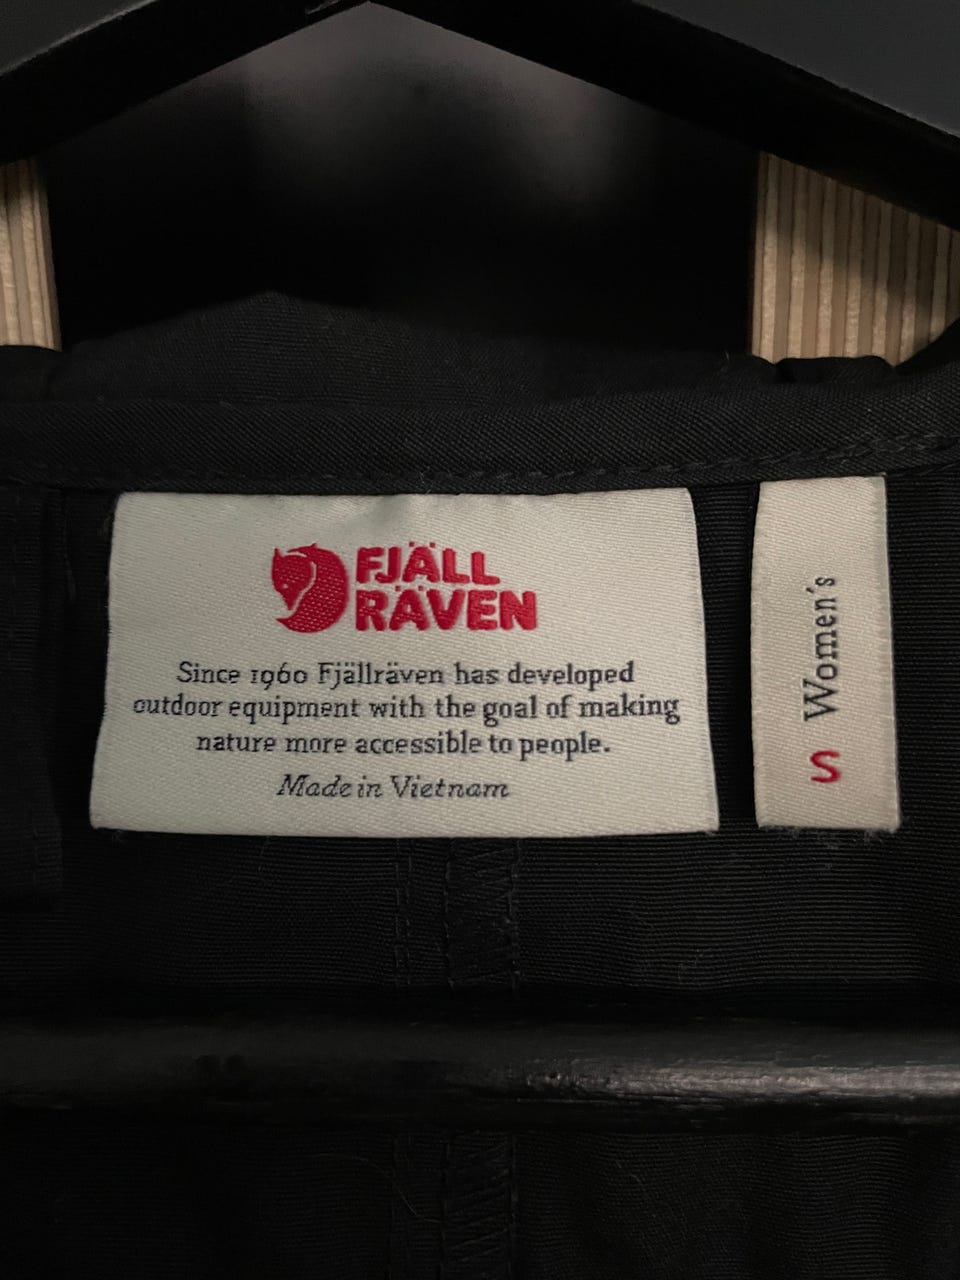 FJÄLL
RÄVEN
Since 1960 Fjällräven has developed
outdoor equipment with the goal of making
nature more accessible to people.
Made in Vietnam
S Women's